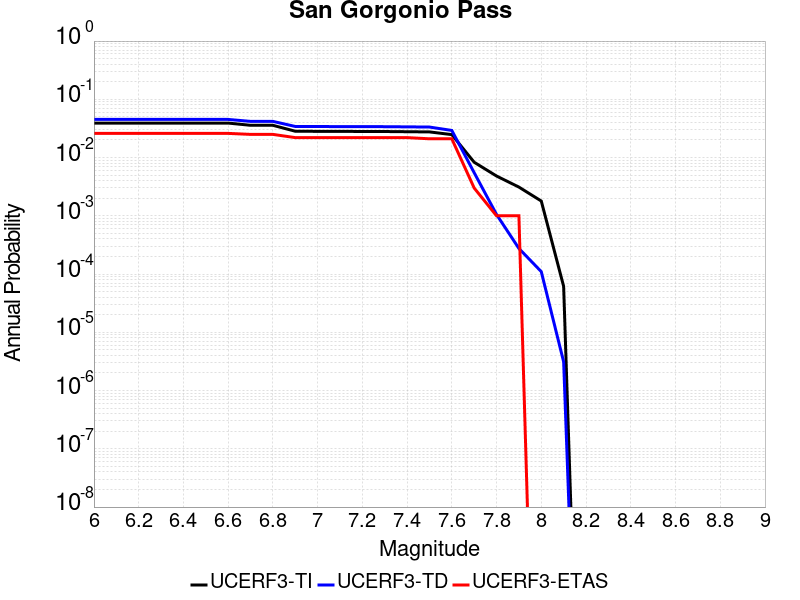 San Gorgonio Pass
10^0
10^-1
10^-2
10^-3
10^-4
10^-5
10^-6
10^-7
10^-8
Annual Probability
6 6.2 6.4 6.6 6.8 7 7.2 7.4 7.6 7.8 8 8.2 8.4 8.6 8.8 9
Magnitude
UCERF3-TI UCERF3-TD UCERF3-ETAS